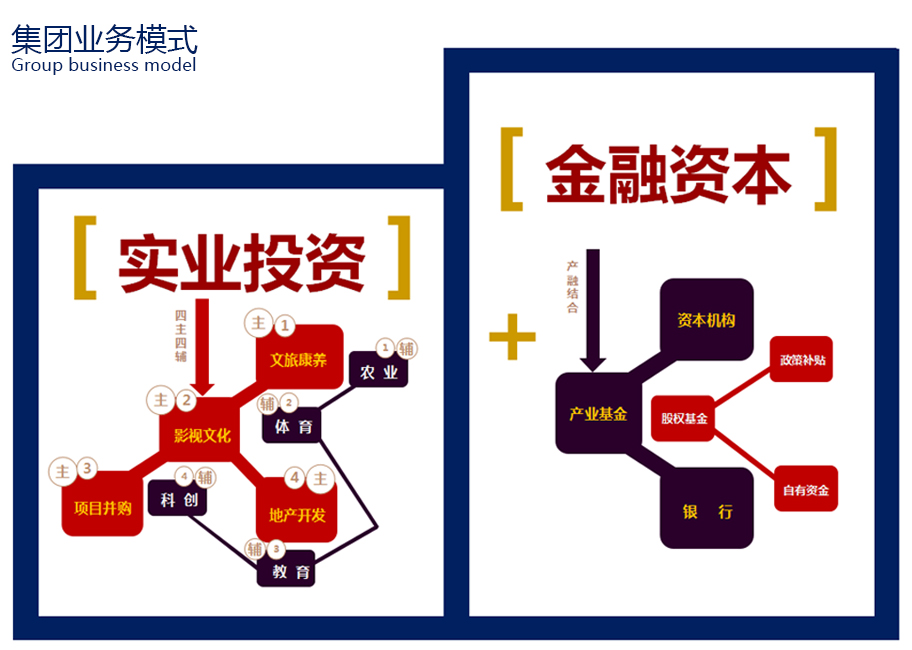 集团业务模式
Group business model
[ 实业投资 ]
四主四辅
主 1
文旅康养
1 辅
农 业
主 2
影视文化
辅 2
体 育
主 3
项目并购
4 辅
科 创
4 主
地产开发
辅 3
教 育
+
[ 金融资本 ]
产融结合
资本机构
产业基金
银 行
政策补贴
股权基金
自有资金